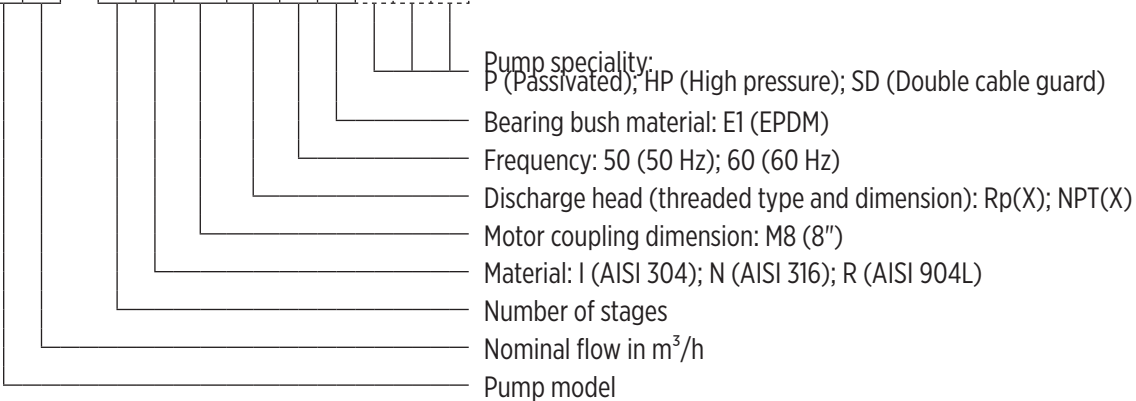 Pump speciality:
P (Passivated); HP (High pressure); SD (Double cable guard)
Bearing bush material: E1 (EPDM)
Frequency: 50 (50 Hz); 60 (60 Hz)
Discharge head (threaded type and dimension): Rp(X); NPT(X)
Motor coupling dimension: M8 (8")
Material: I (AISI 304); N (AISI 316); R (AISI 904L)
Number of stages
Nominal flow in m³/h
Pump model